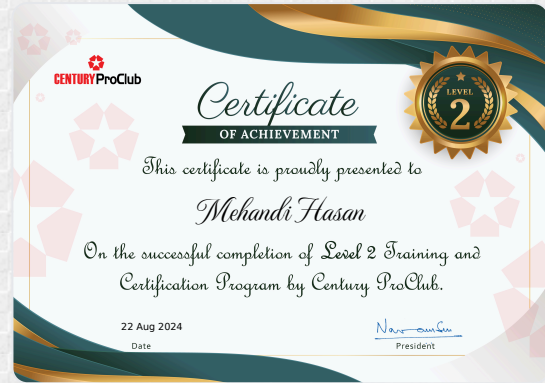 CENTURY ProClub
Certificate
OF ACHIEVEMENT
LEVEL
2
This certificate is proudly presented to
Mehandi Hasan
On the successful completion of Level 2 Training and
Certification Program by Century ProClub.
22 Aug 2024
Date
President